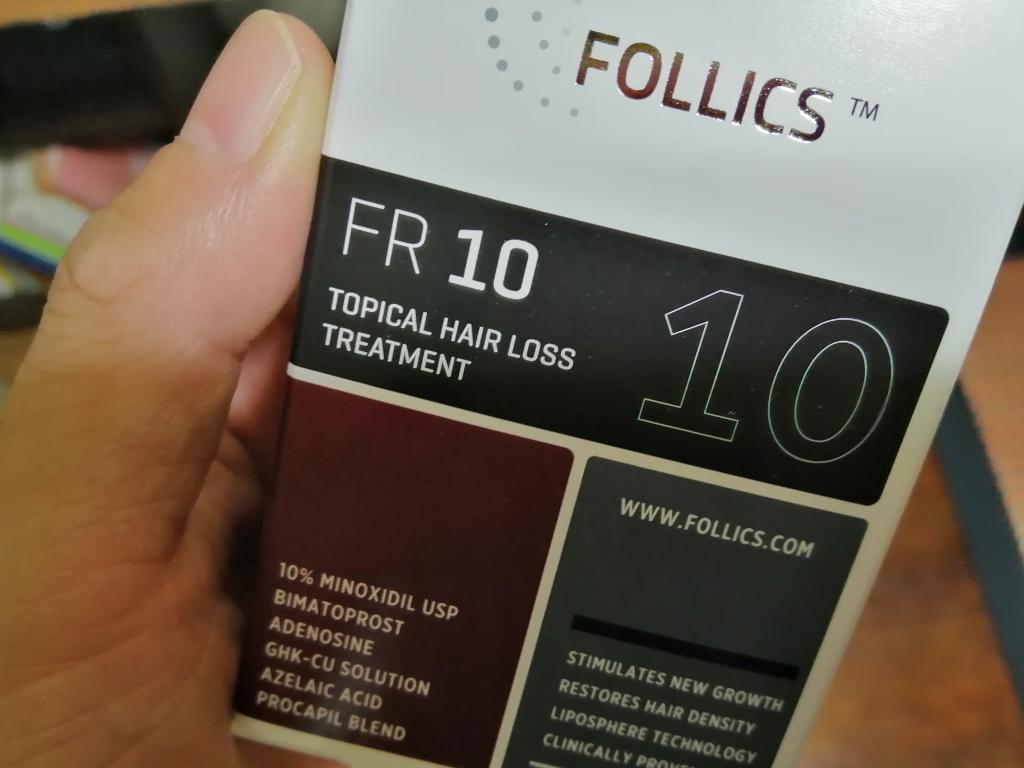 FOLLICS™
FR 10
TOPICAL HAIR LOSS
TREATMENT
10
10% MINOXIDIL USP
BIMATOPROST
ADENOSINE
GHK-CU SOLUTION
AZELAIC ACID
PROCAPIL BLEND
WWW.FOLLICS.COM
STIMULATES NEW GROWTH
RESTORES HAIR DENSITY
LIPOSPHERE TECHNOLOGY
CLINICALLY